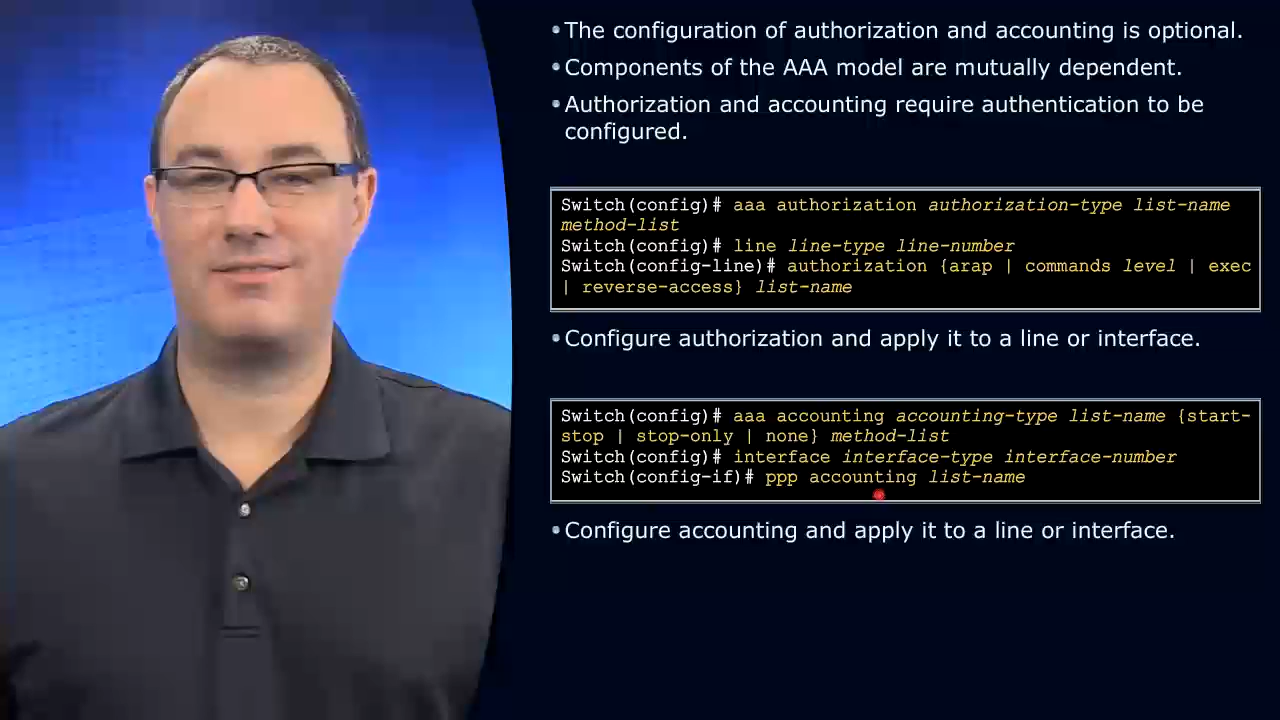 • The configuration of authorization and accounting is optional.
• Components of the AAA model are mutually dependent.
• Authorization and accounting require authentication to be
configured.
Switch(config)# aaa authorization authorization-type list-name
method-list
Switch(config)# line line-type line-number
Switch(config-line)# authorization {arap | commands level | exec
| reverse-access} list-name
• Configure authorization and apply it to a line or interface.
Switch(config)# aaa accounting accounting-type list-name {start-
stop | stop-only | none} method-list
Switch(config)# interface interface-type interface-number
Switch(config-if)# ppp accounting list-name
• Configure accounting and apply it to a line or interface.